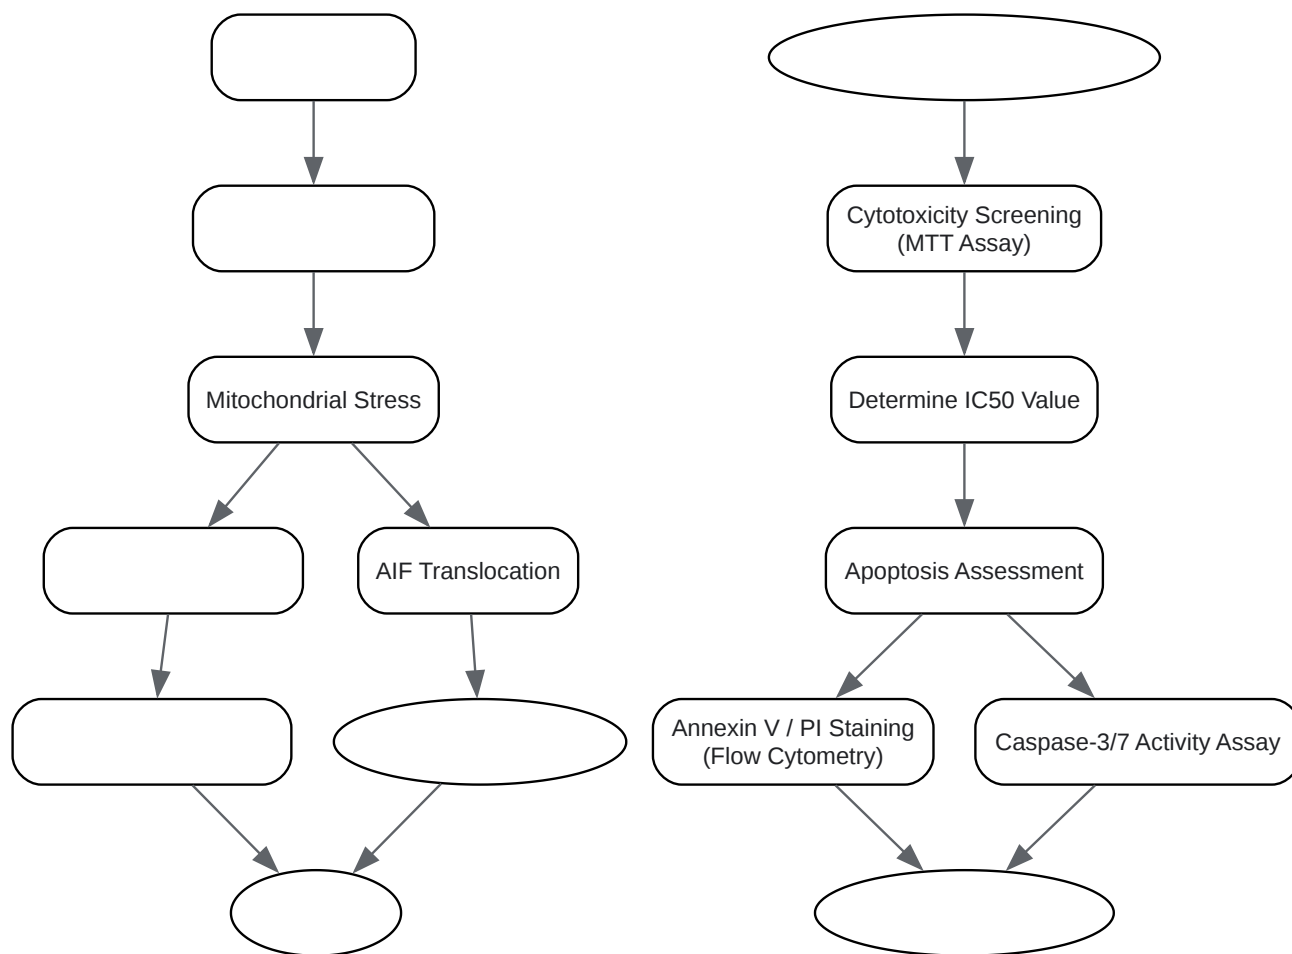 Cytotoxicity Screening
(MTT Assay)
Mitochondrial Stress
Determine IC50 Value
AIF Translocation
Apoptosis Assessment
Annexin V / PI Staining
(Flow Cytometry)
Caspase-3/7 Activity Assay